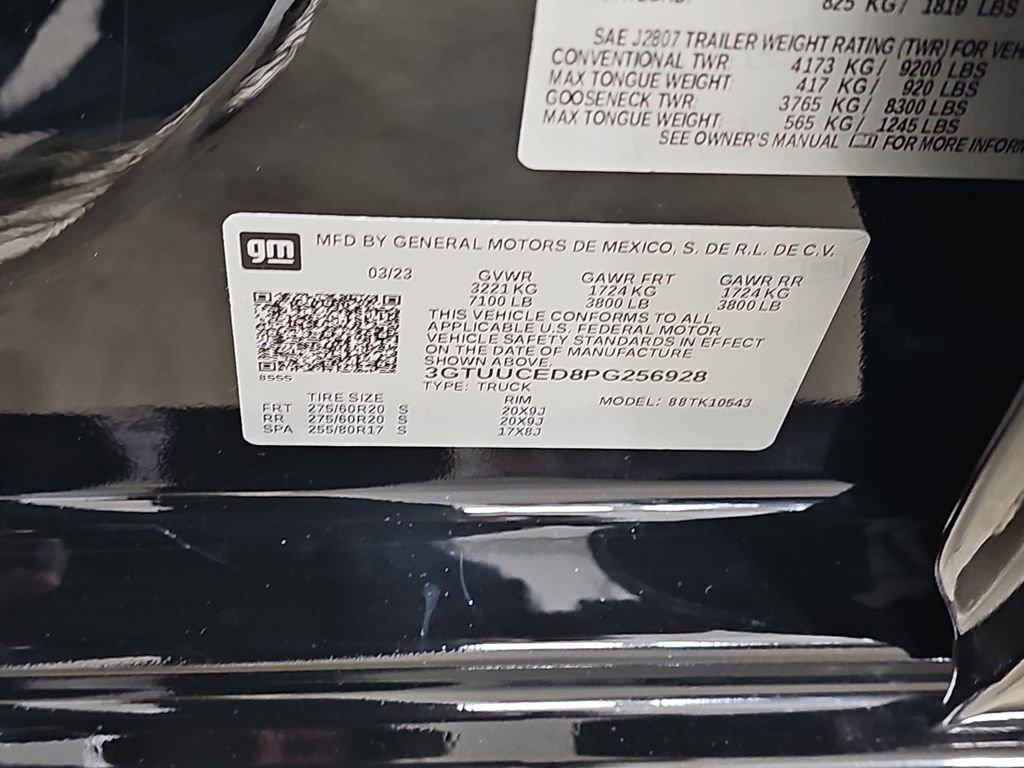 825 KG/ 1819 LBS
SAE J2807 TRAILER WEIGHT RATING (TWR) FOR
CONVENTIONAL TWR: 4173 KG/ 9200 LBS
MAX TONGUE WEIGHT: 417 KG/ 920 LBS
GOOSENECK TWR: 3765 KG/ 8300 LBS
MAX TONGUE WEIGHT: 565 KG/ 1245 LBS
SEE OWNER'S MANUAL FOR MORE
gm MFD BY GENERAL MOTORS DE MEXICO, S. DE R.L. DE C.V.
03/23 GVWR GAWR FRT GAWR RR
3221 KG 1724 KG 1724 KG
7100 LB 3800 LB 3800 LB
THIS VEHICLE CONFORMS TO ALL
APPLICABLE U.S. FEDERAL MOTOR
VEHICLE SAFETY STANDARDS IN EFFECT
ON THE DATE OF MANUFACTURE
SHOWN ABOVE.
3GTUUCED8PG256928
8555
TYPE: TRUCK
TIRE SIZE RIM MODEL: 88TK10543
FRT 275/60R20 S 20X9J
RR 275/60R20 S 20X9J
SPA 255/80R17 S 17X8J